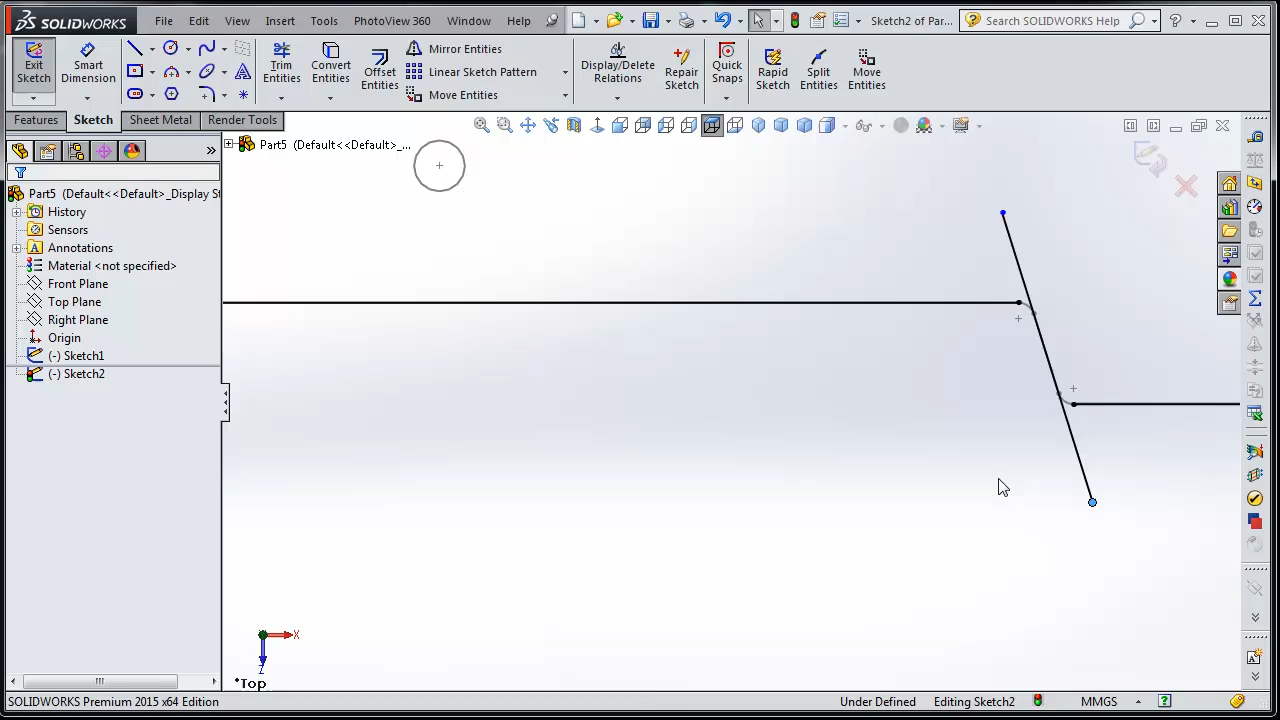 SOLIDWORKS File Edit View Insert Tools PhotoView 360 Window Help Sketch2 of Par... Search SOLIDWORKS Help
Exit Sketch
Smart Dimension
Trim Entities
Convert Entities
Offset Entities
Mirror Entities
Linear Sketch Pattern
Move Entities
Display/Delete Relations
Repair Sketch
Quick Snaps
Rapid Sketch
Split Entities
Move Entities
Features Sketch Sheet Metal Render Tools
Part5 (Default<<Default>_...
Part5 (Default<<Default>_Display St
History
Sensors
Annotations
Material <not specified>
Front Plane
Top Plane
Right Plane
Origin
(-) Sketch1
(-) Sketch2
X
Z
*Top
SOLIDWORKS Premium 2015 x64 Edition Under Defined Editing Sketch2 MMGS